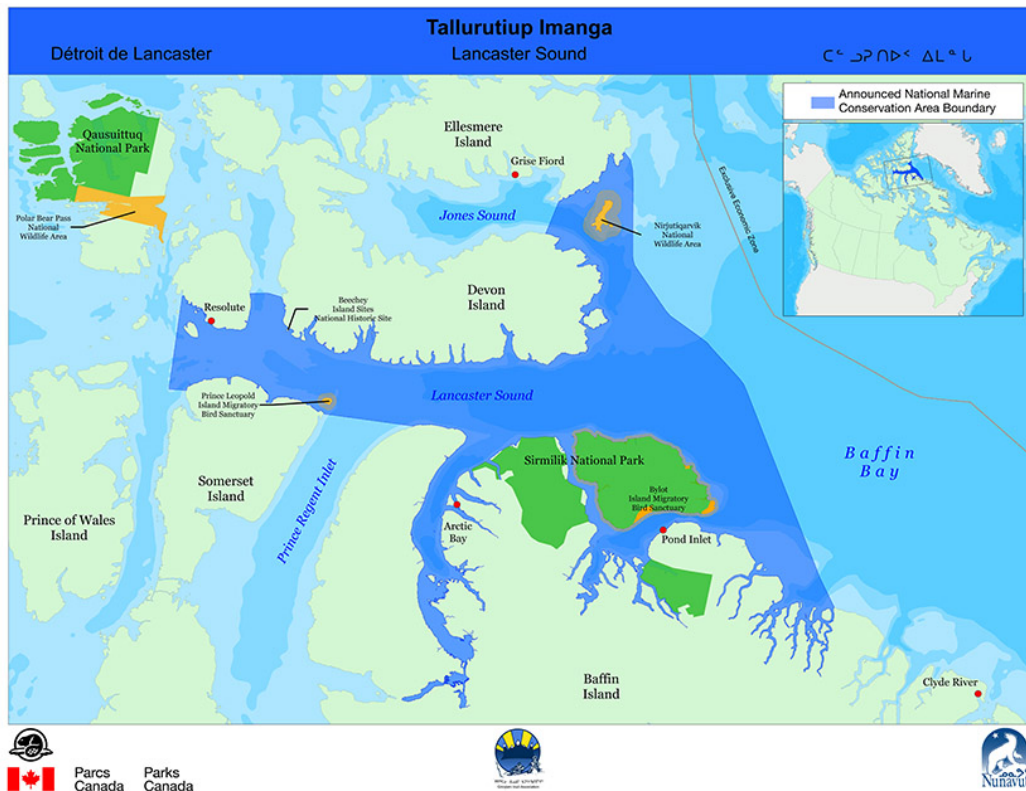 Tallurutiup Imanga
Détroit de Lancaster
Lancaster Sound
ᑕᓪ ᓗᕈ ᑎᐅᑉ ᐃᒪ ᓐ ᒐ
Announced National Marine
Conservation Area Boundary
Exclusive Economic Zone
Qausuittuq
National Park
Ellesmere
Island
Grise Fiord
Polar Bear Pass
National
Wildlife Area
Jones Sound
Nirjutiqarvik
National
Wildlife Area
Devon
Island
Resolute
Beechey
Island Sites
National Historic Site
Prince Leopold
Island Migratory
Bird Sanctuary
Lancaster Sound
Baffin
Bay
Sirmilik National Park
Somerset
Island
Prince Regent Inlet
Bylot
Island Migratory
Bird Sanctuary
Prince of Wales
Island
Arctic
Bay
Pond Inlet
Baffin
Island
Clyde River
Parcs
Canada
Parks
Canada
Nunavut